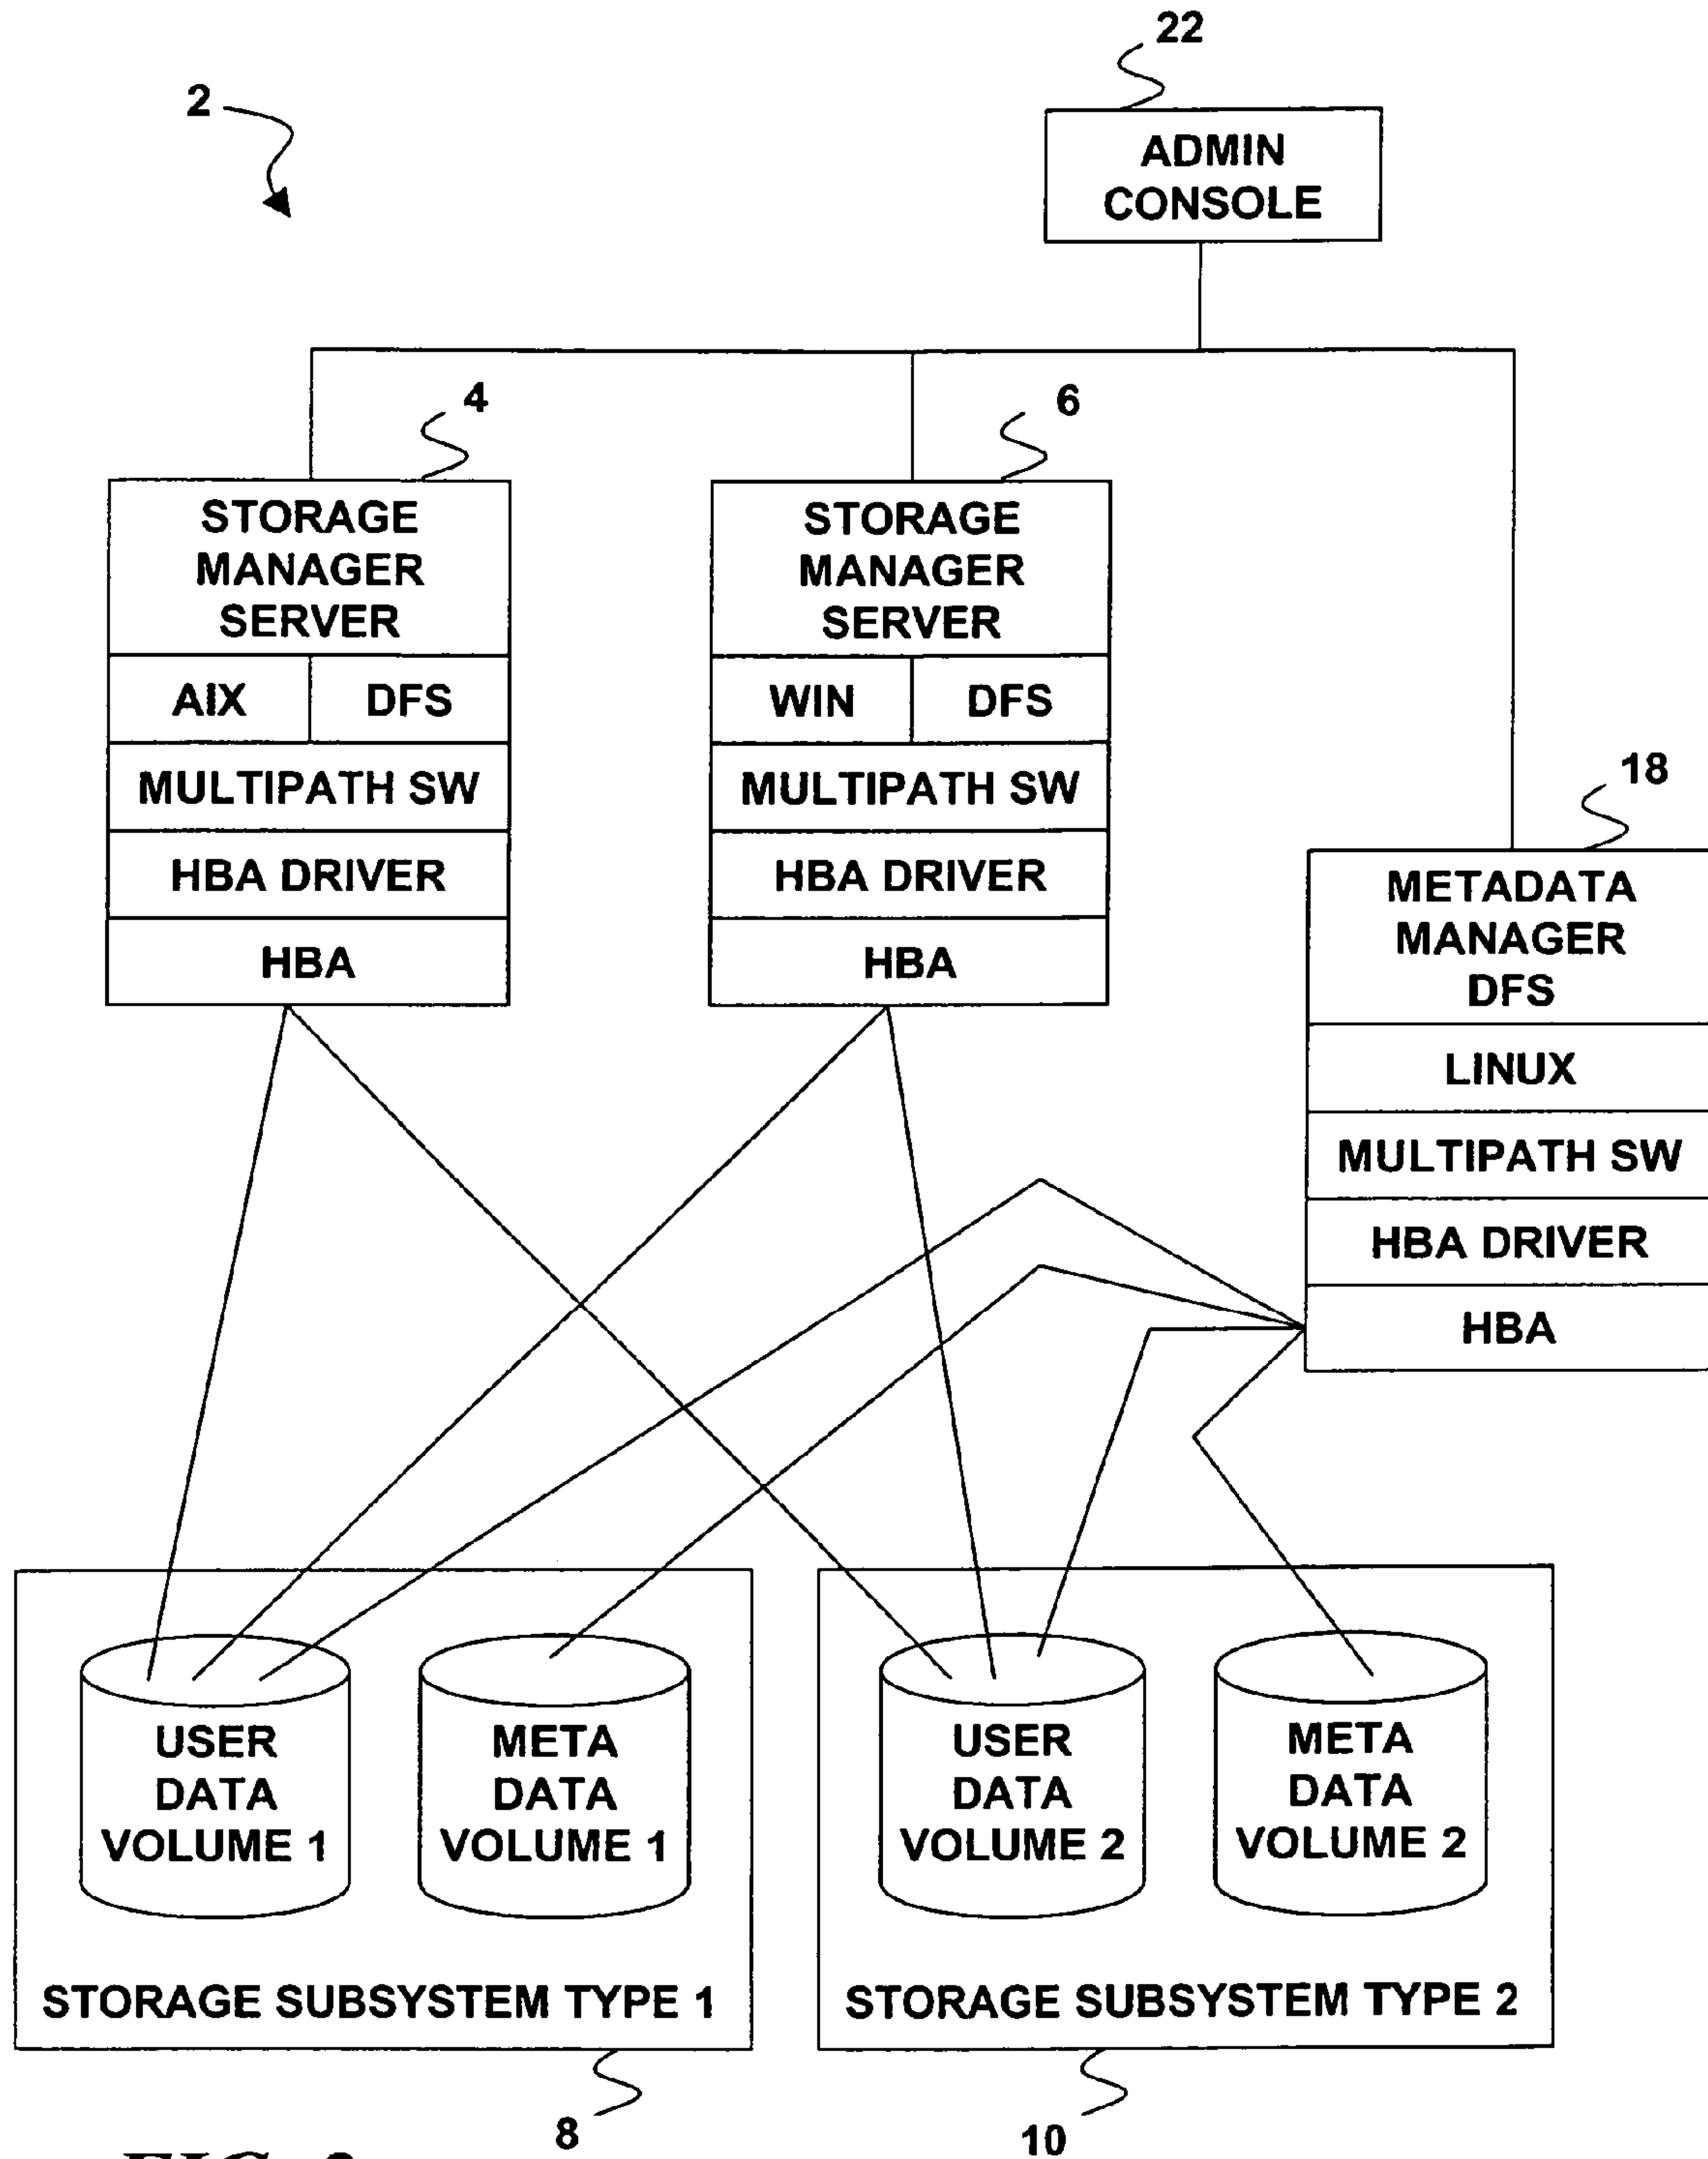 22
2
ADMIN
CONSOLE
4
6
STORAGE
MANAGER
SERVER
AIX
DFS
MULTIPATH SW
HBA DRIVER
HBA
STORAGE
MANAGER
SERVER
WIN
DFS
MULTIPATH SW
HBA DRIVER
HBA
18
METADATA
MANAGER
DFS
LINUX
MULTIPATH SW
HBA DRIVER
HBA
USER
DATA
VOLUME 1
META
DATA
VOLUME 1
STORAGE SUBSYSTEM TYPE 1
USER
DATA
VOLUME 2
META
DATA
VOLUME 2
STORAGE SUBSYSTEM TYPE 2
8
10